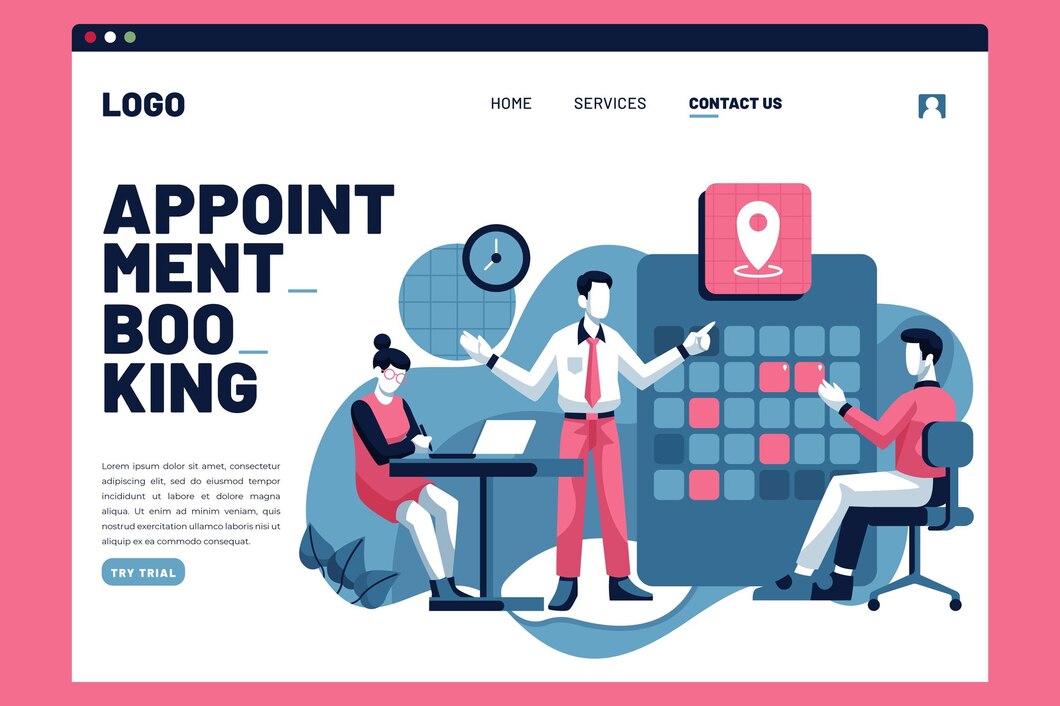 LOGO
HOME SERVICES CONTACT US
APPOINT
MENT_
BOO_
KING
Lorem ipsum dolor sit amet, consectetur
adipiscing elit, sed do eiusmod tempor
incididunt ut labore et dolore magna
aliqua. Ut enim ad minim veniam, quis
nostrud exercitation ullamco laboris nisi ut
aliquip ex ea commodo consequat.
TRY TRIAL